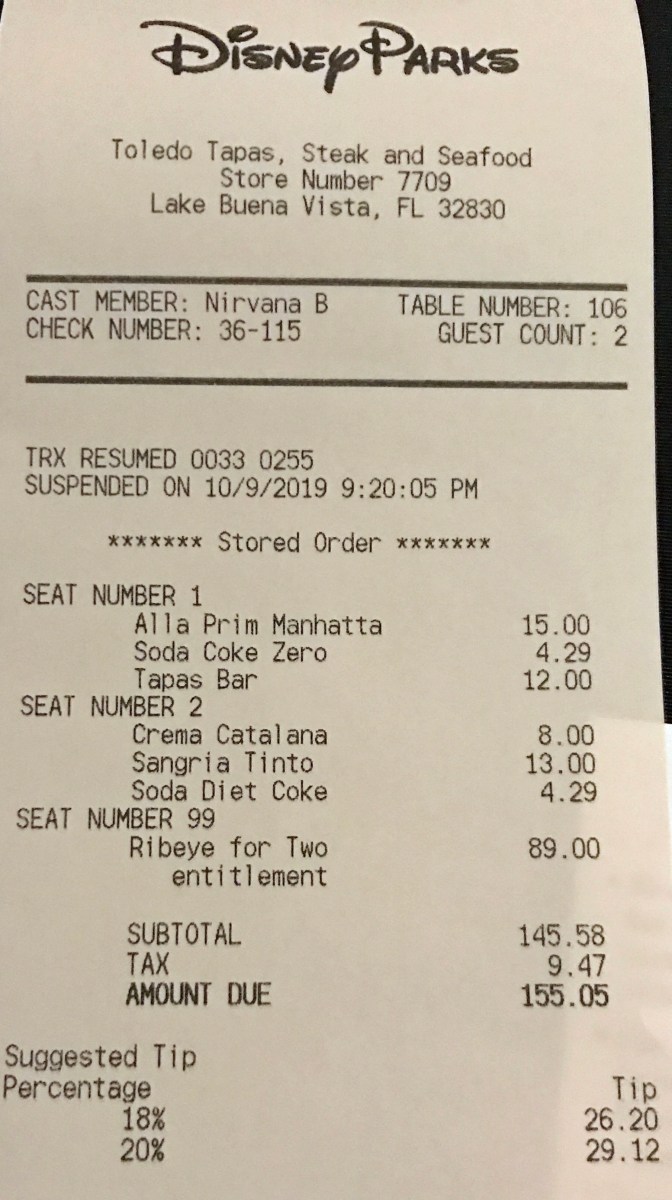 Disney Parks
Toledo Tapas, Steak and Seafood
Store Number 7709
Lake Buena Vista, FL 32830
CAST MEMBER: Nirvana B TABLE NUMBER: 106
CHECK NUMBER: 36-115 GUEST COUNT: 2
TRX RESUMED 0033 0255
SUSPENDED ON 10/9/2019 9:20:05 PM
******* Stored Order *******
SEAT NUMBER 1
Alla Prim Manhatta 15.00
Soda Coke Zero 4.29
Tapas Bar 12.00
SEAT NUMBER 2
Crema Catalana 8.00
Sangria Tinto 13.00
Soda Diet Coke 4.29
SEAT NUMBER 99
Ribeye for Two 89.00
entitlement
SUBTOTAL 145.58
TAX 9.47
AMOUNT DUE 155.05
Suggested Tip
Percentage Tip
18% 26.20
20% 29.12